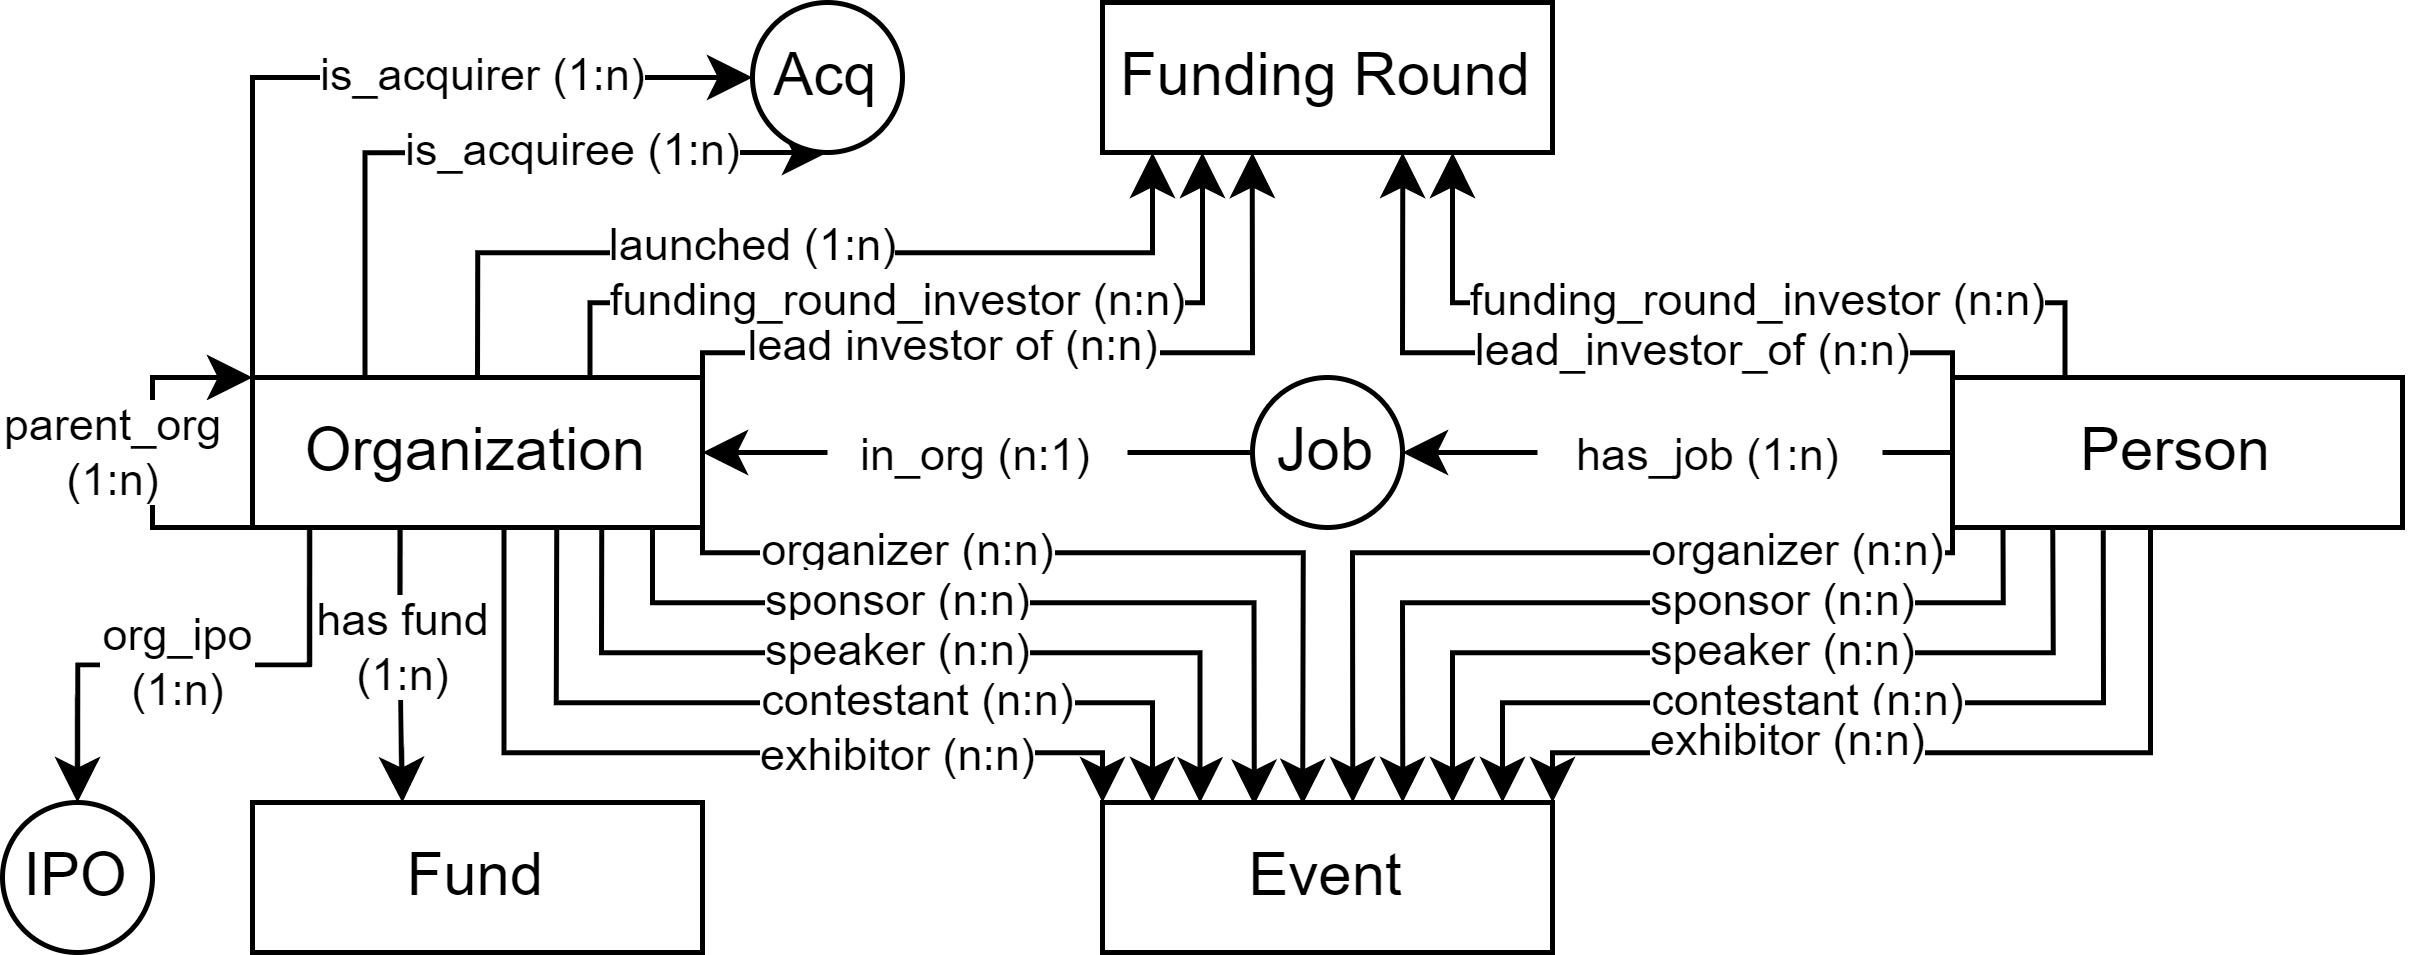 is_acquirer (1:n)
Acq
Funding Round
is_acquiree (1:n)
launched (1:n)
funding_round_investor (n:n)
funding_round_investor (n:n)
lead investor of (n:n)
lead_investor_of (n:n)
parent_org
(1:n)
Organization
in_org (n:1)
Job
has_job (1:n)
Person
organizer (n:n)
organizer (n:n)
sponsor (n:n)
sponsor (n:n)
org_ipo
(1:n)
has fund
(1:n)
speaker (n:n)
speaker (n:n)
contestant (n:n)
contestant (n:n)
exhibitor (n:n)
exhibitor (n:n)
IPO
Fund
Event